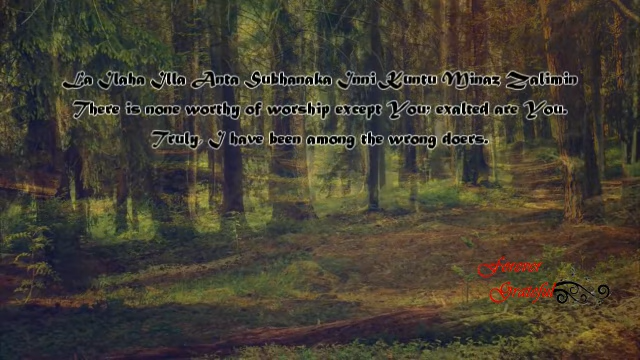 La Ilaha Illa Anta Subhanaka Inni Kuntu Minaz Zalimin
There is none worthy of worship except You; exalted are You.
Truly, I have been among the wrong doers.
Forever
Grateful